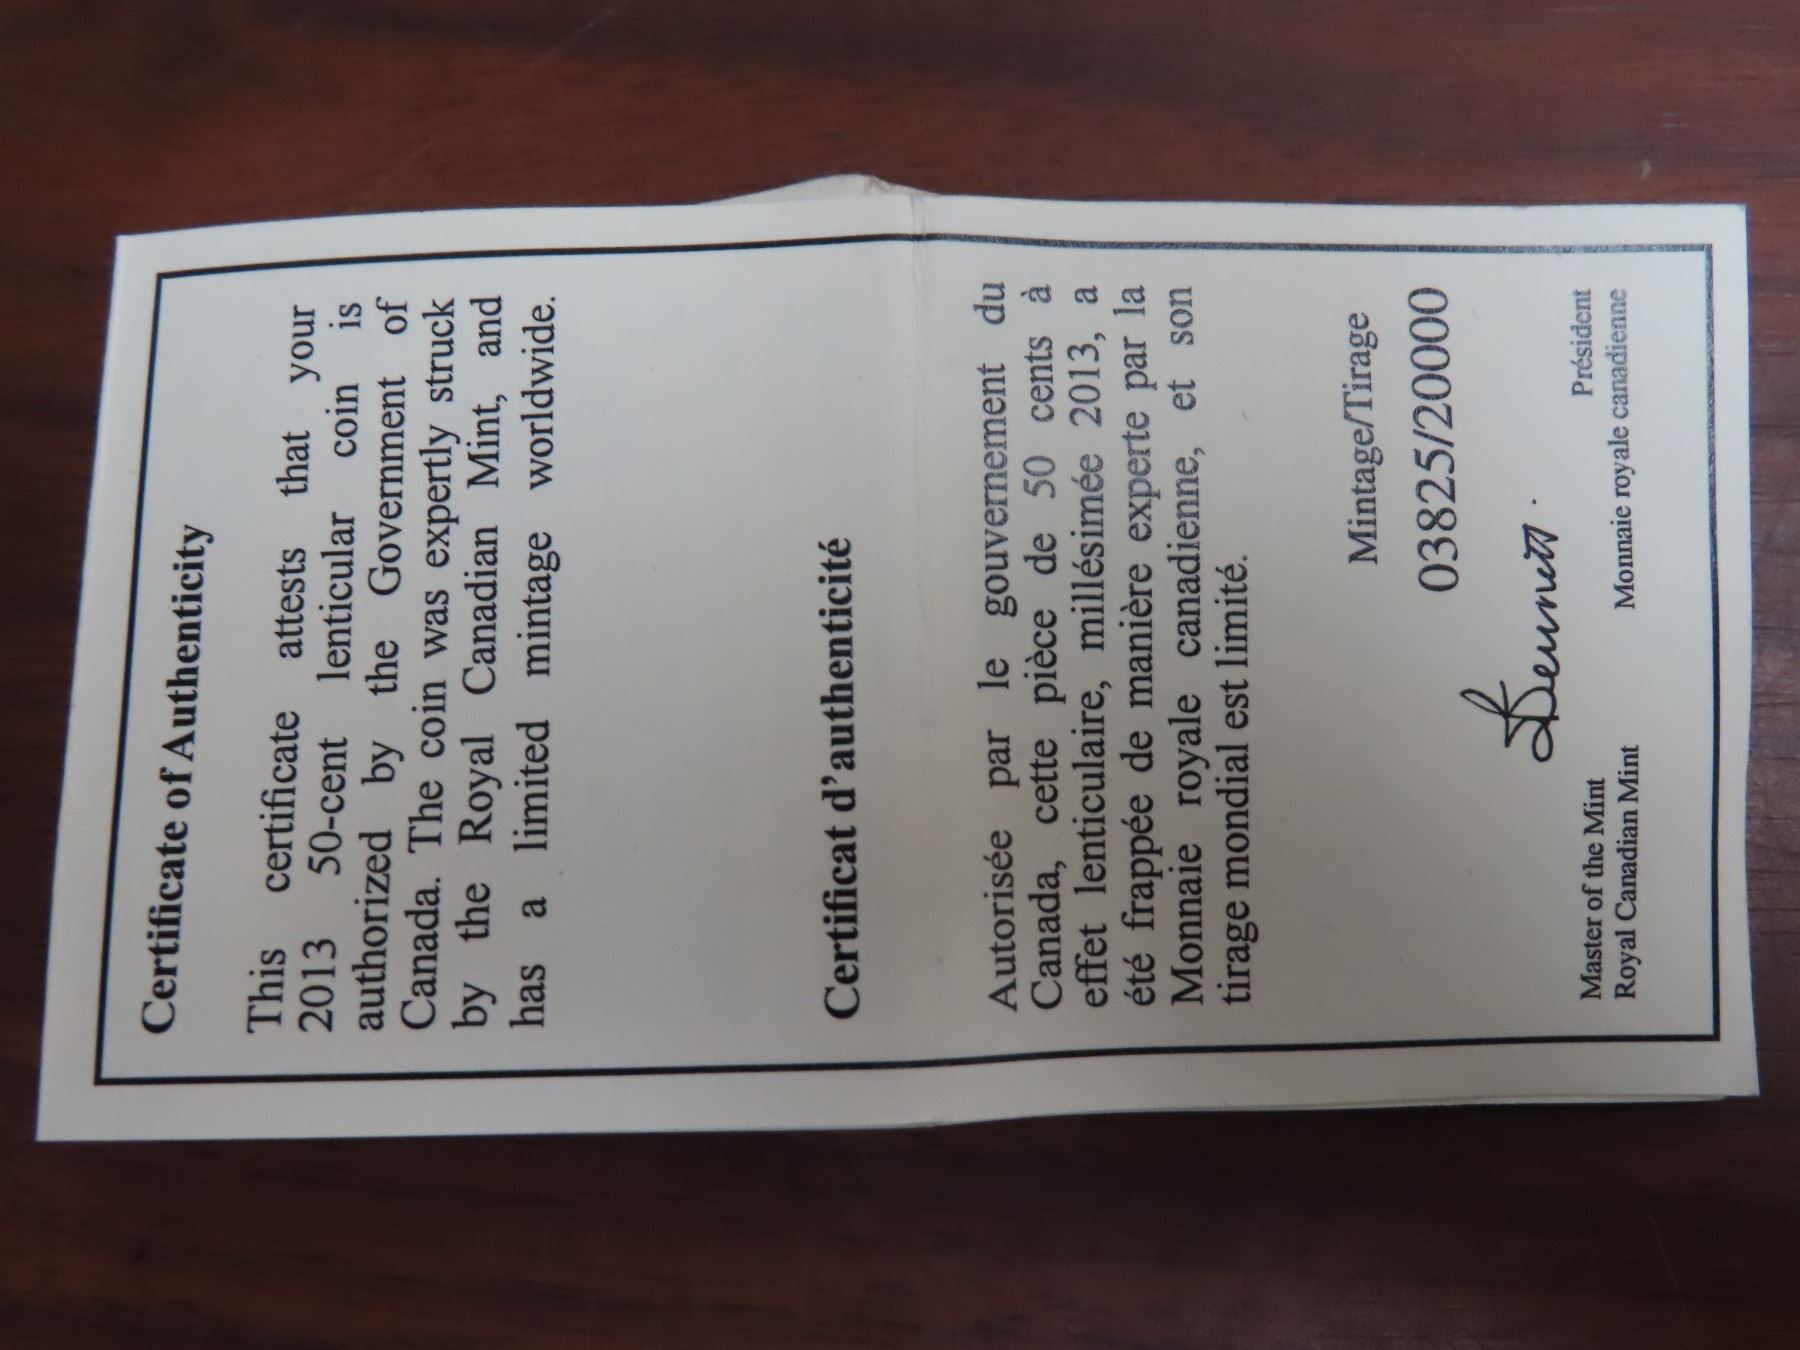 Certificate of Authenticity
This certificate attests that your
2013 50-cent lenticular coin is
authorized by the Government of
Canada. The coin was expertly struck
by the Royal Canadian Mint, and
has a limited mintage worldwide.
Certificat d'authenticité
Autorisée par le gouvernement du
Canada, cette pièce de 50 cents à
effet lenticulaire, millésimée 2013, a
été frappée de manière experte par la
Monnaie royale canadienne, et son
tirage mondial est limité.
Mintage/Tirage
03825/20000
Master of the Mint
Royal Canadian Mint
Président
Monnaie royale canadienne